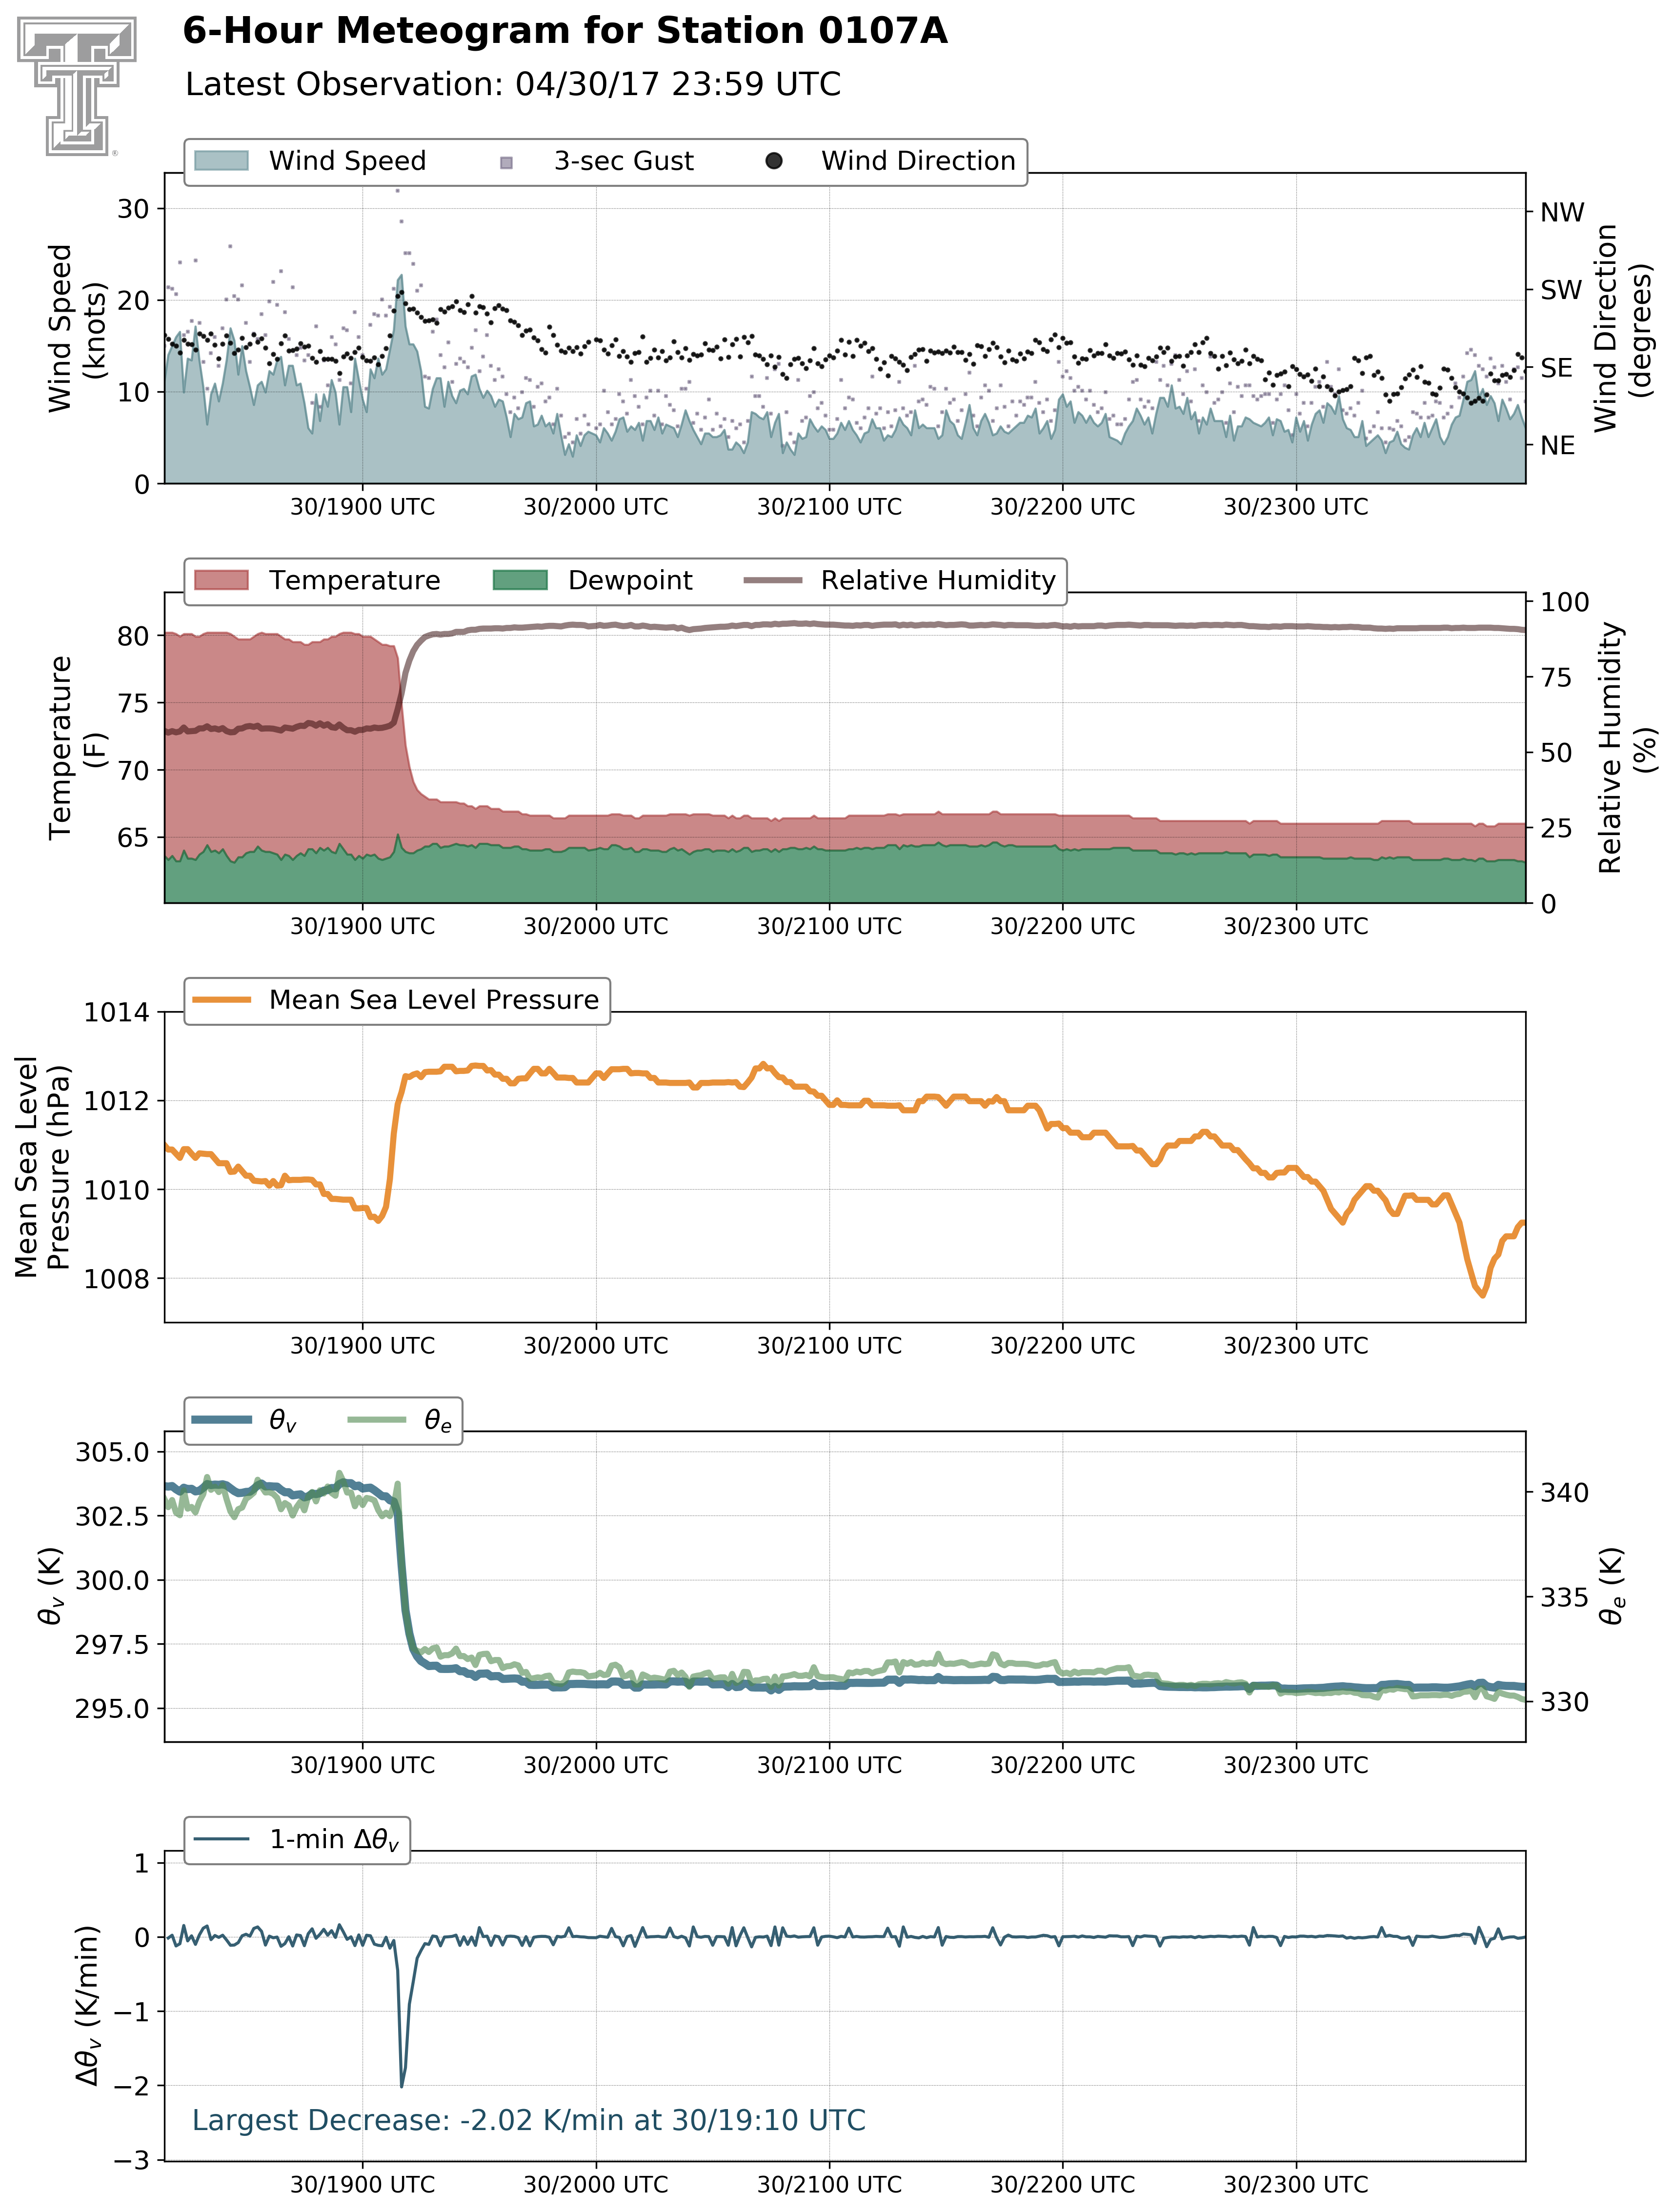 6-Hour Meteogram for Station 0107A
Latest Observation: 04/30/17 23:59 UTC
Wind Speed 3-sec Gust Wind Direction
Wind Speed
(knots)
30
20
10
0
NW
SW
SE
NE
Wind Direction
(degrees)
30/1900 UTC 30/2000 UTC 30/2100 UTC 30/2200 UTC 30/2300 UTC
Temperature Dewpoint Relative Humidity
Temperature
(F)
80
75
70
65
100
75
50
25
0
Relative Humidity
(%)
30/1900 UTC 30/2000 UTC 30/2100 UTC 30/2200 UTC 30/2300 UTC
Mean Sea Level Pressure
Mean Sea Level
Pressure (hPa)
1014
1012
1010
1008
30/1900 UTC 30/2000 UTC 30/2100 UTC 30/2200 UTC 30/2300 UTC
θv θe
θv (K)
305.0
302.5
300.0
297.5
295.0
340
335
330
θe (K)
30/1900 UTC 30/2000 UTC 30/2100 UTC 30/2200 UTC 30/2300 UTC
1-min Δθv
Δθv (K/min)
1
0
−1
−2
−3
Largest Decrease: -2.02 K/min at 30/19:10 UTC
30/1900 UTC 30/2000 UTC 30/2100 UTC 30/2200 UTC 30/2300 UTC